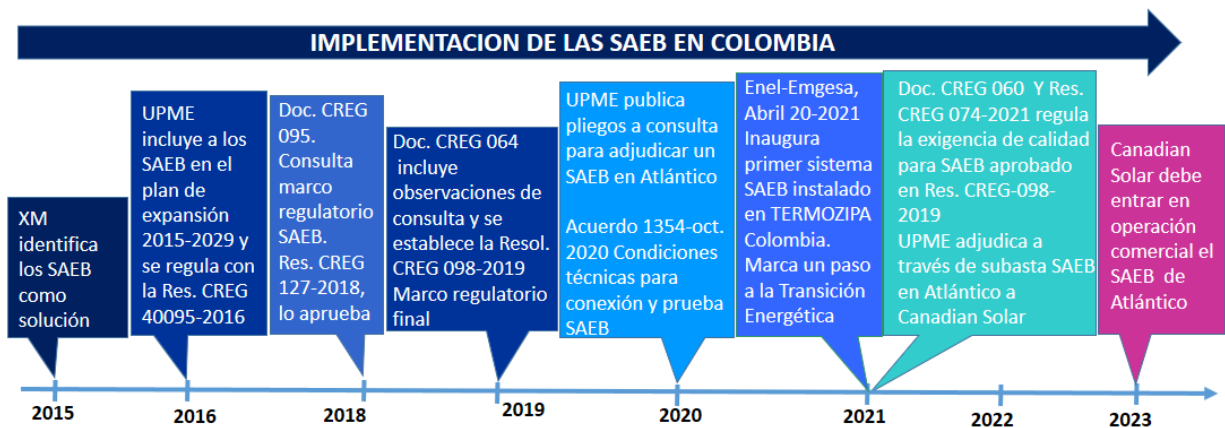 IMPLEMENTACION DE LAS SAEB EN COLOMBIA
XM
identifica
los SAEB
como
solución
UPME
incluye a los
SAEB en el
plan de
expansión
2015-2029 y
se regula con
la Res. CREG
40095-2016
Doc. CREG
095.
Consulta
marco
regulatorio
SAEB.
Res. CREG
127-2018,
lo aprueba
Doc. CREG 064
incluye
observaciones de
consulta y se
establece la Resol.
CREG 098-2019
Marco regulatorio
final
UPME publica
pliegos a consulta
para adjudicar un
SAEB en Atlántico
Acuerdo 1354-oct.
2020 Condiciones
técnicas para
conexión y prueba
SAEB
Enel-Emgesa,
Abril 20-2021
Inaugura
primer sistema
SAEB instalado
en TERMOZIPA
Colombia.
Marca un paso
a la Transición
Energética
Doc. CREG 060 Y Res.
CREG 074-2021 regula
la exigencia de calidad
para SAEB aprobado
en Res. CREG-098-
2019
UPME adjudica a
través de subasta SAEB
en Atlántico a
Canadian Solar
Canadian
Solar debe
entrar en
operación
comercial el
SAEB de
Atlántico
2015
2016
2018
2019
2020
2021
2022
2023